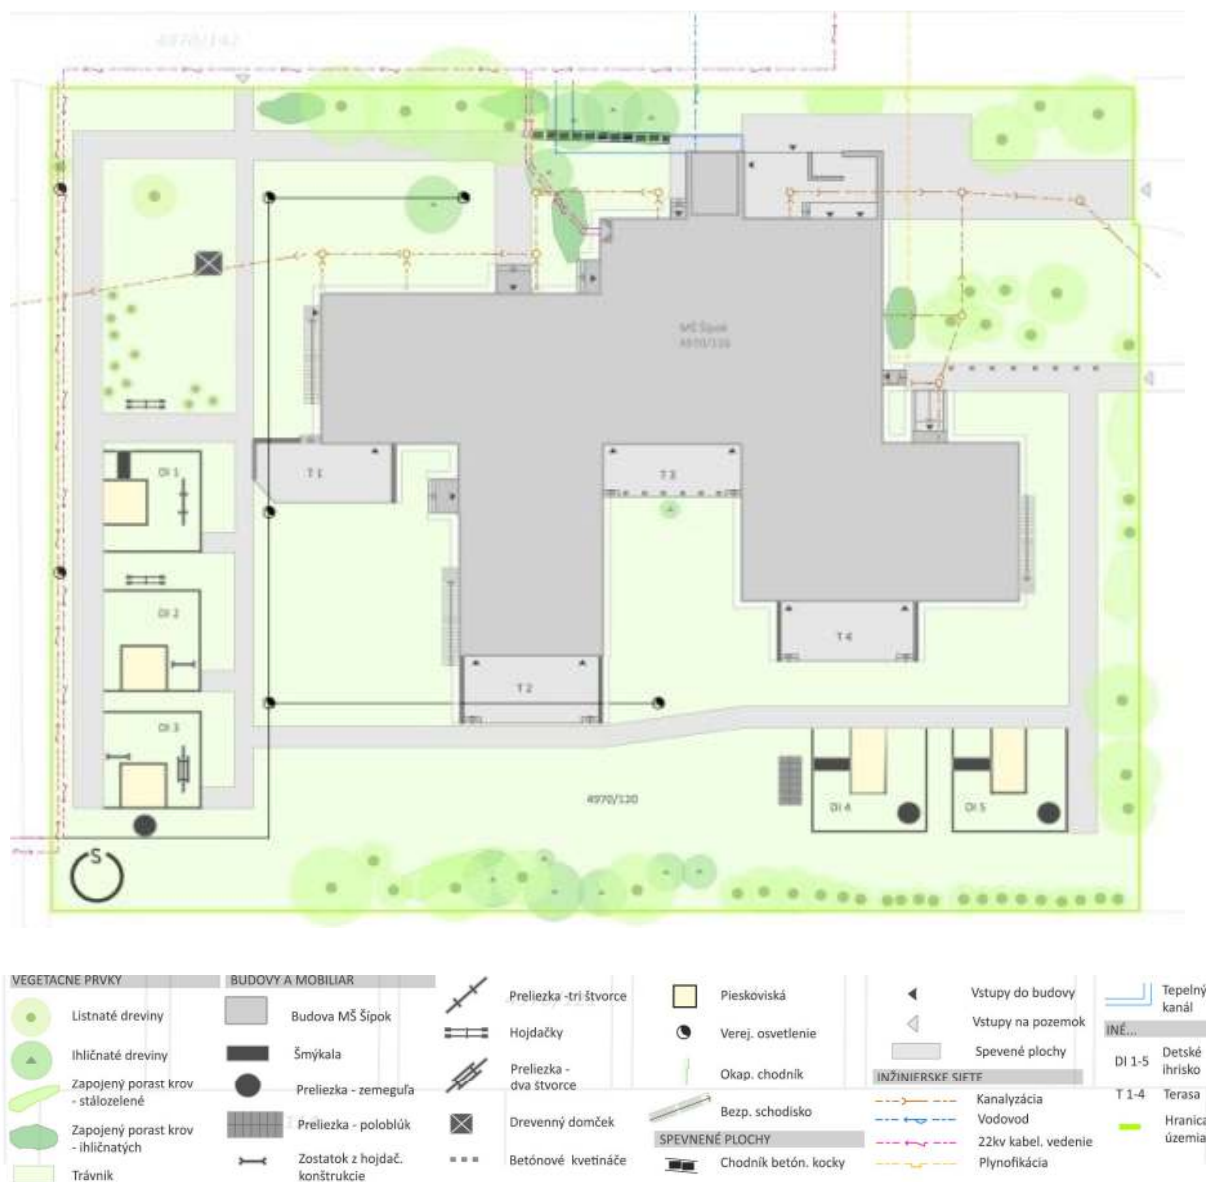 4970/142
MŠ Šípok
4970/116
DI 1
T 1
T 3
DI 2
T 4
T 2
DI 3
4970/120
DI 4
DI 5
S
VEGETAČNÉ PRVKY
Listnaté dreviny
Ihličnaté dreviny
Zapojený porast krov
- stálozelené
Zapojený porast krov
- ihličnatých
Trávnik
BUDOVY A MOBILIAR
Budova MŠ Šípok
Šmýkala
Preliezka - zemeguľa
Preliezka - poloblúk
Zostatok z hojdač.
konštrukcie
Preliezka -tri štvorce
Hojdačky
Preliezka -
dva štvorce
Drevenný domček
Betónové kvetináče
Pieskoviská
Verej. osvetlenie
Okap. chodník
Bezp. schodisko
SPEVNENÉ PLOCHY
Chodník betón. kocky
Vstupy do budovy
Vstupy na pozemok
Spevené plochy
INŽINIERSKE SIETE
Kanalyzácia
Vodovod
22kv kabel. vedenie
Plynofikácia
Tepelný
kanál
INÉ...
DI 1-5 Detské
ihrisko
T 1-4 Terasa
Hranica
územia